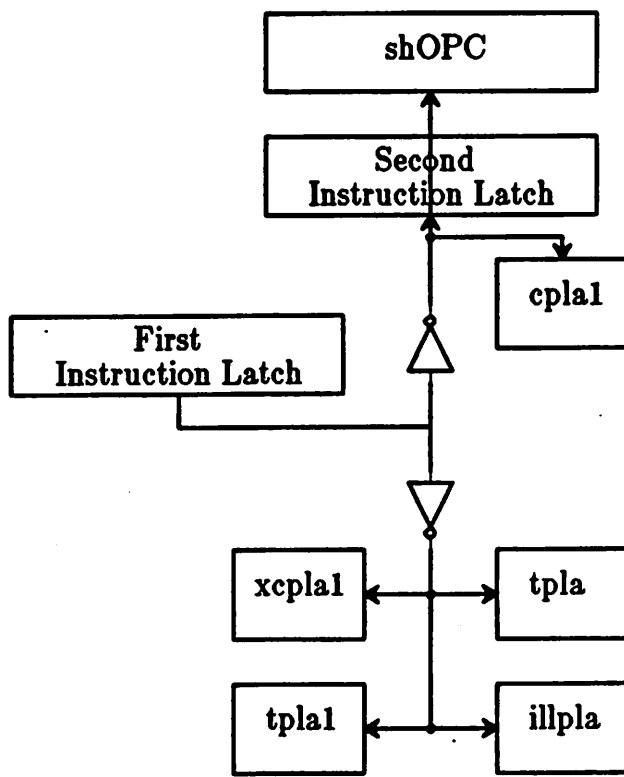 shOPC
Second
Instruction Latch
cpla1
First
Instruction Latch
xcpla1
tpla
tpla1
illpla